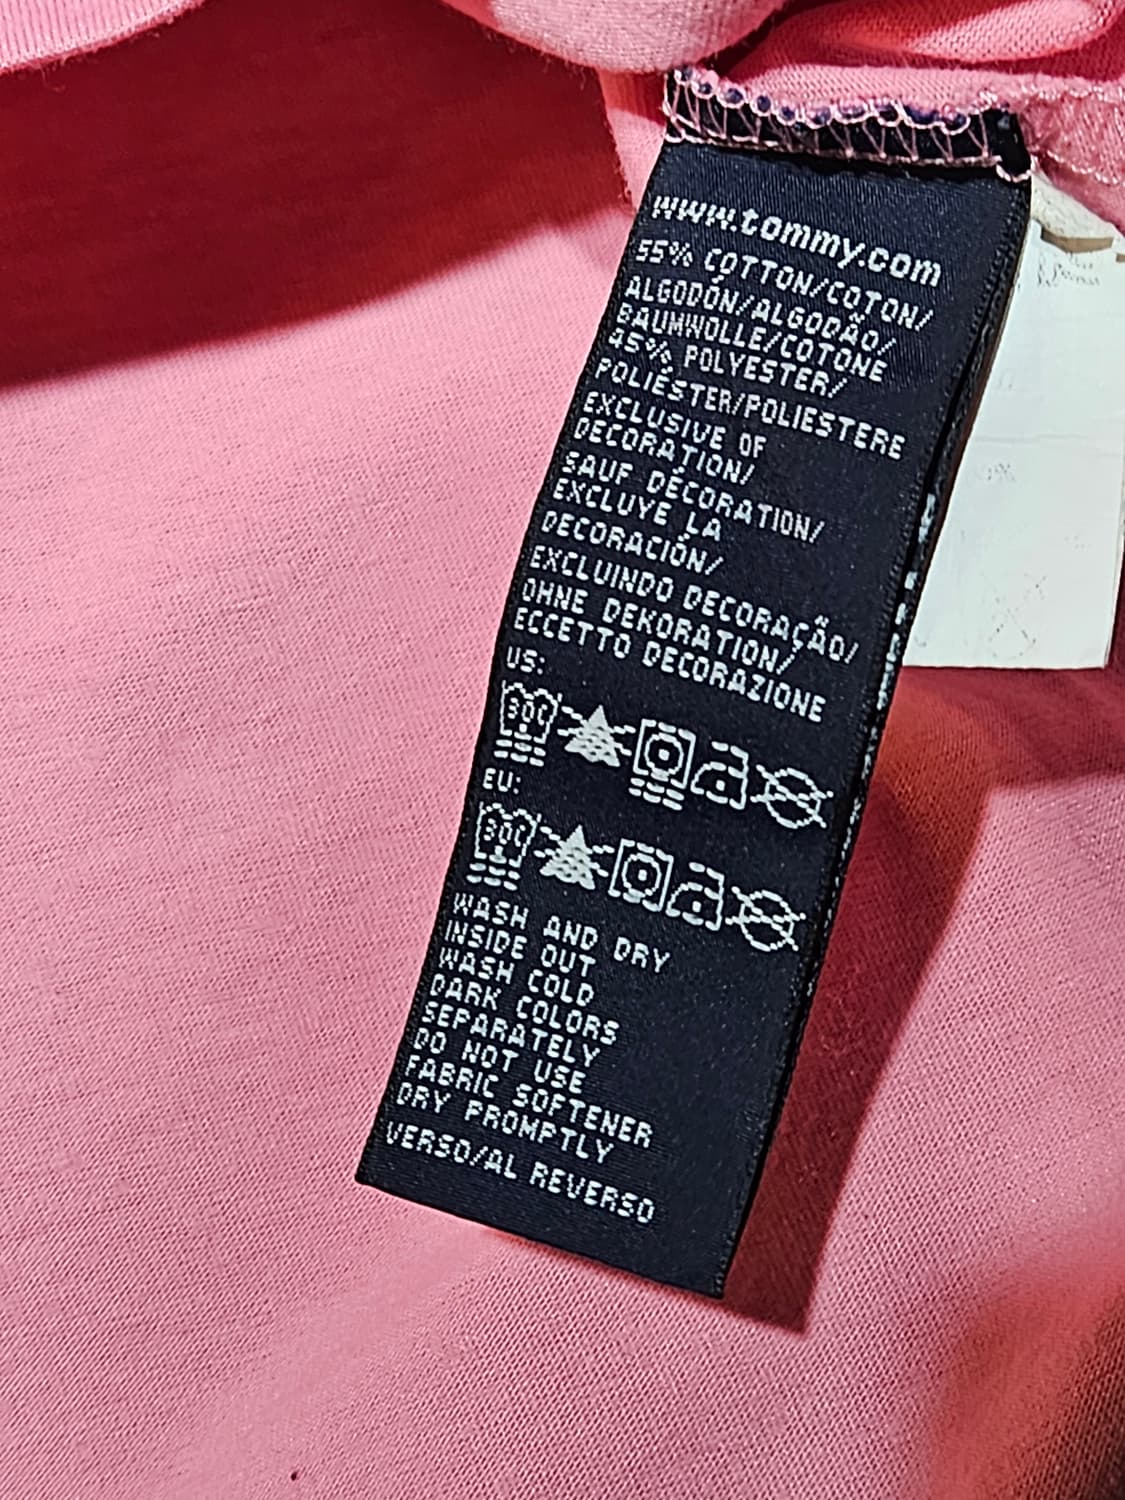 www.tommy.com
55% COTTON/COTON/
ALGODÓN/ALGODÃO/
BAUMWOLLE/COTONE
45% POLYESTER/
POLIÉSTER/POLIESTERE
EXCLUSIVE OF
DECORATION/
SAUF DÉCORATION/
EXCLUYE LA
DECORACIÓN/
EXCLUINDO DECORAÇÃO/
OHNE DEKORATION/
ECCETTO DECORAZIONE
US:
30C
EU:
30C
WASH AND DRY
INSIDE OUT
WASH COLD
DARK COLORS
SEPARATELY
DO NOT USE
FABRIC SOFTENER
DRY PROMPTLY
VERSO/AL REVERSO